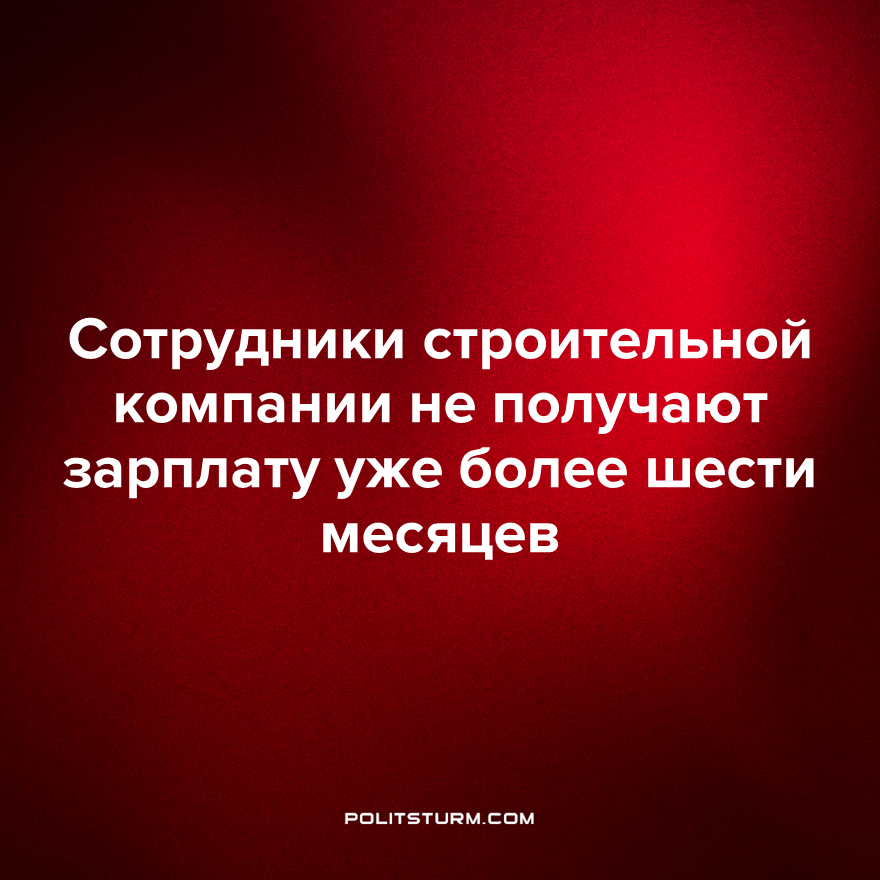 Сотрудники строительной
компании не получают
зарплату уже более шести
месяцев
POLITSTURM.COM